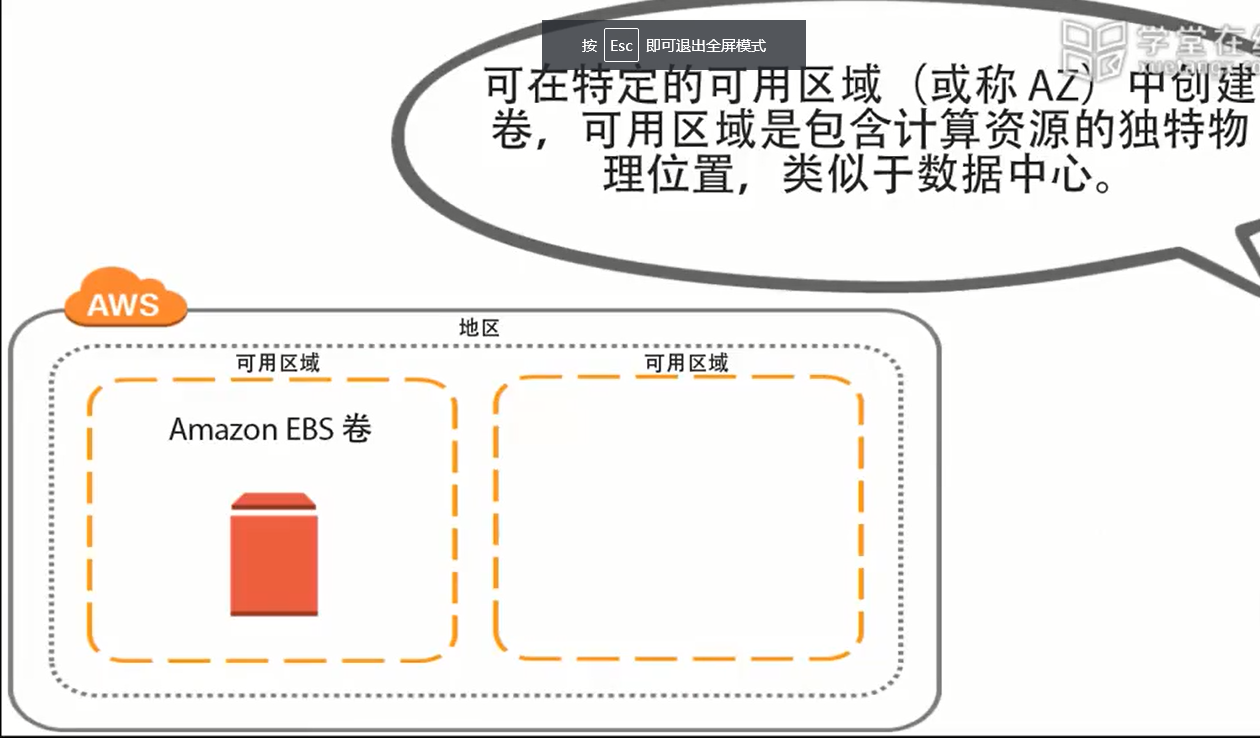 按 Esc 即可退出全屏模式
学堂在
可在特定的可用区域（或称 AZ）中创建
卷，可用区域是包含计算资源的独特物
理位置，类似于数据中心。
AWS
地区
可用区域
可用区域
Amazon EBS 卷